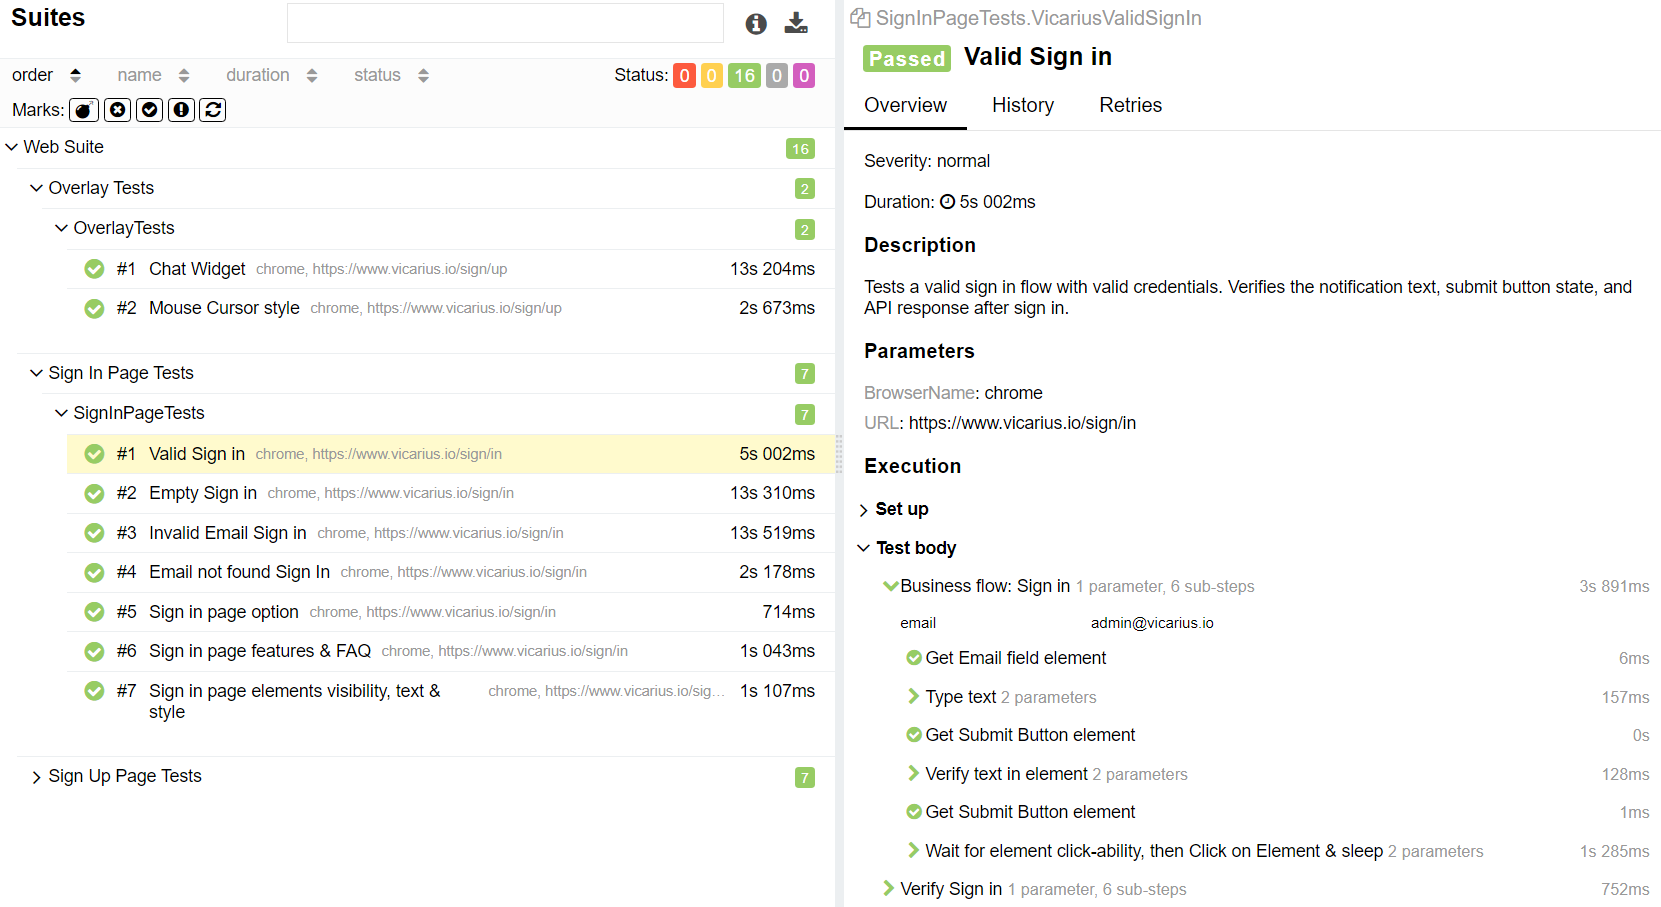 Suites
order name duration status Status: 0 0 16 0 0
Marks:
Web Suite 16
Overlay Tests 2
OverlayTests 2
#1 Chat Widget chrome, https://www.vicarius.io/sign/up 13s 204ms
#2 Mouse Cursor style chrome, https://www.vicarius.io/sign/up 2s 673ms
Sign In Page Tests 7
SignInPageTests 7
#1 Valid Sign in chrome, https://www.vicarius.io/sign/in 5s 002ms
#2 Empty Sign in chrome, https://www.vicarius.io/sign/in 13s 310ms
#3 Invalid Email Sign in chrome, https://www.vicarius.io/sign/in 13s 519ms
#4 Email not found Sign In chrome, https://www.vicarius.io/sign/in 2s 178ms
#5 Sign in page option chrome, https://www.vicarius.io/sign/in 714ms
#6 Sign in page features & FAQ chrome, https://www.vicarius.io/sign/in 1s 043ms
#7 Sign in page elements visibility, text & chrome, https://www.vicarius.io/sig... 1s 107ms
style
Sign Up Page Tests 7
SignInPageTests.VicariusValidSignIn
Passed Valid Sign in
Overview History Retries
Severity: normal
Duration: 5s 002ms
Description
Tests a valid sign in flow with valid credentials. Verifies the notification text, submit button state, and
API response after sign in.
Parameters
BrowserName: chrome
URL: https://www.vicarius.io/sign/in
Execution
Set up
Test body
Business flow: Sign in 1 parameter, 6 sub-steps 3s 891ms
email admin@vicarius.io
Get Email field element 6ms
Type text 2 parameters 157ms
Get Submit Button element 0s
Verify text in element 2 parameters 128ms
Get Submit Button element 1ms
Wait for element click-ability, then Click on Element & sleep 2 parameters 1s 285ms
Verify Sign in 1 parameter, 6 sub-steps 752ms